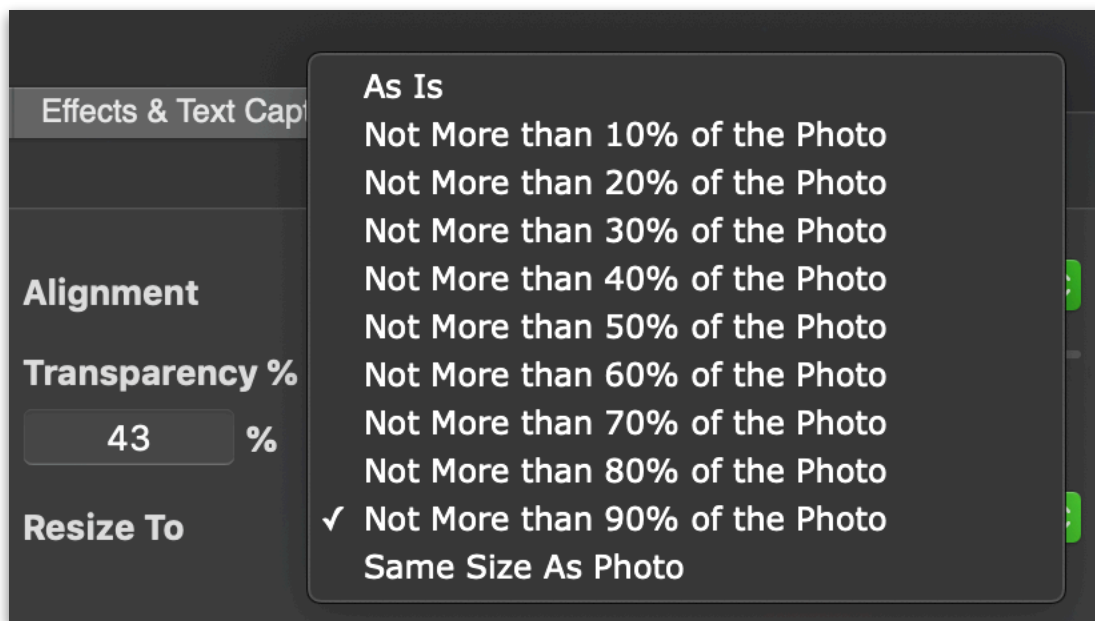 As Is
Effects & Text
Not More than 10% of the Photo
Not More than 20% of the Photo
Not More than 30% of the Photo
Alignment
Not More than 40% of the Photo
Not More than 50% of the Photo
Transparency %
Not More than 60% of the Photo
Not More than 70% of the Photo
43 %
Not More than 80% of the Photo
Resize To
✓ Not More than 90% of the Photo
Same Size As Photo